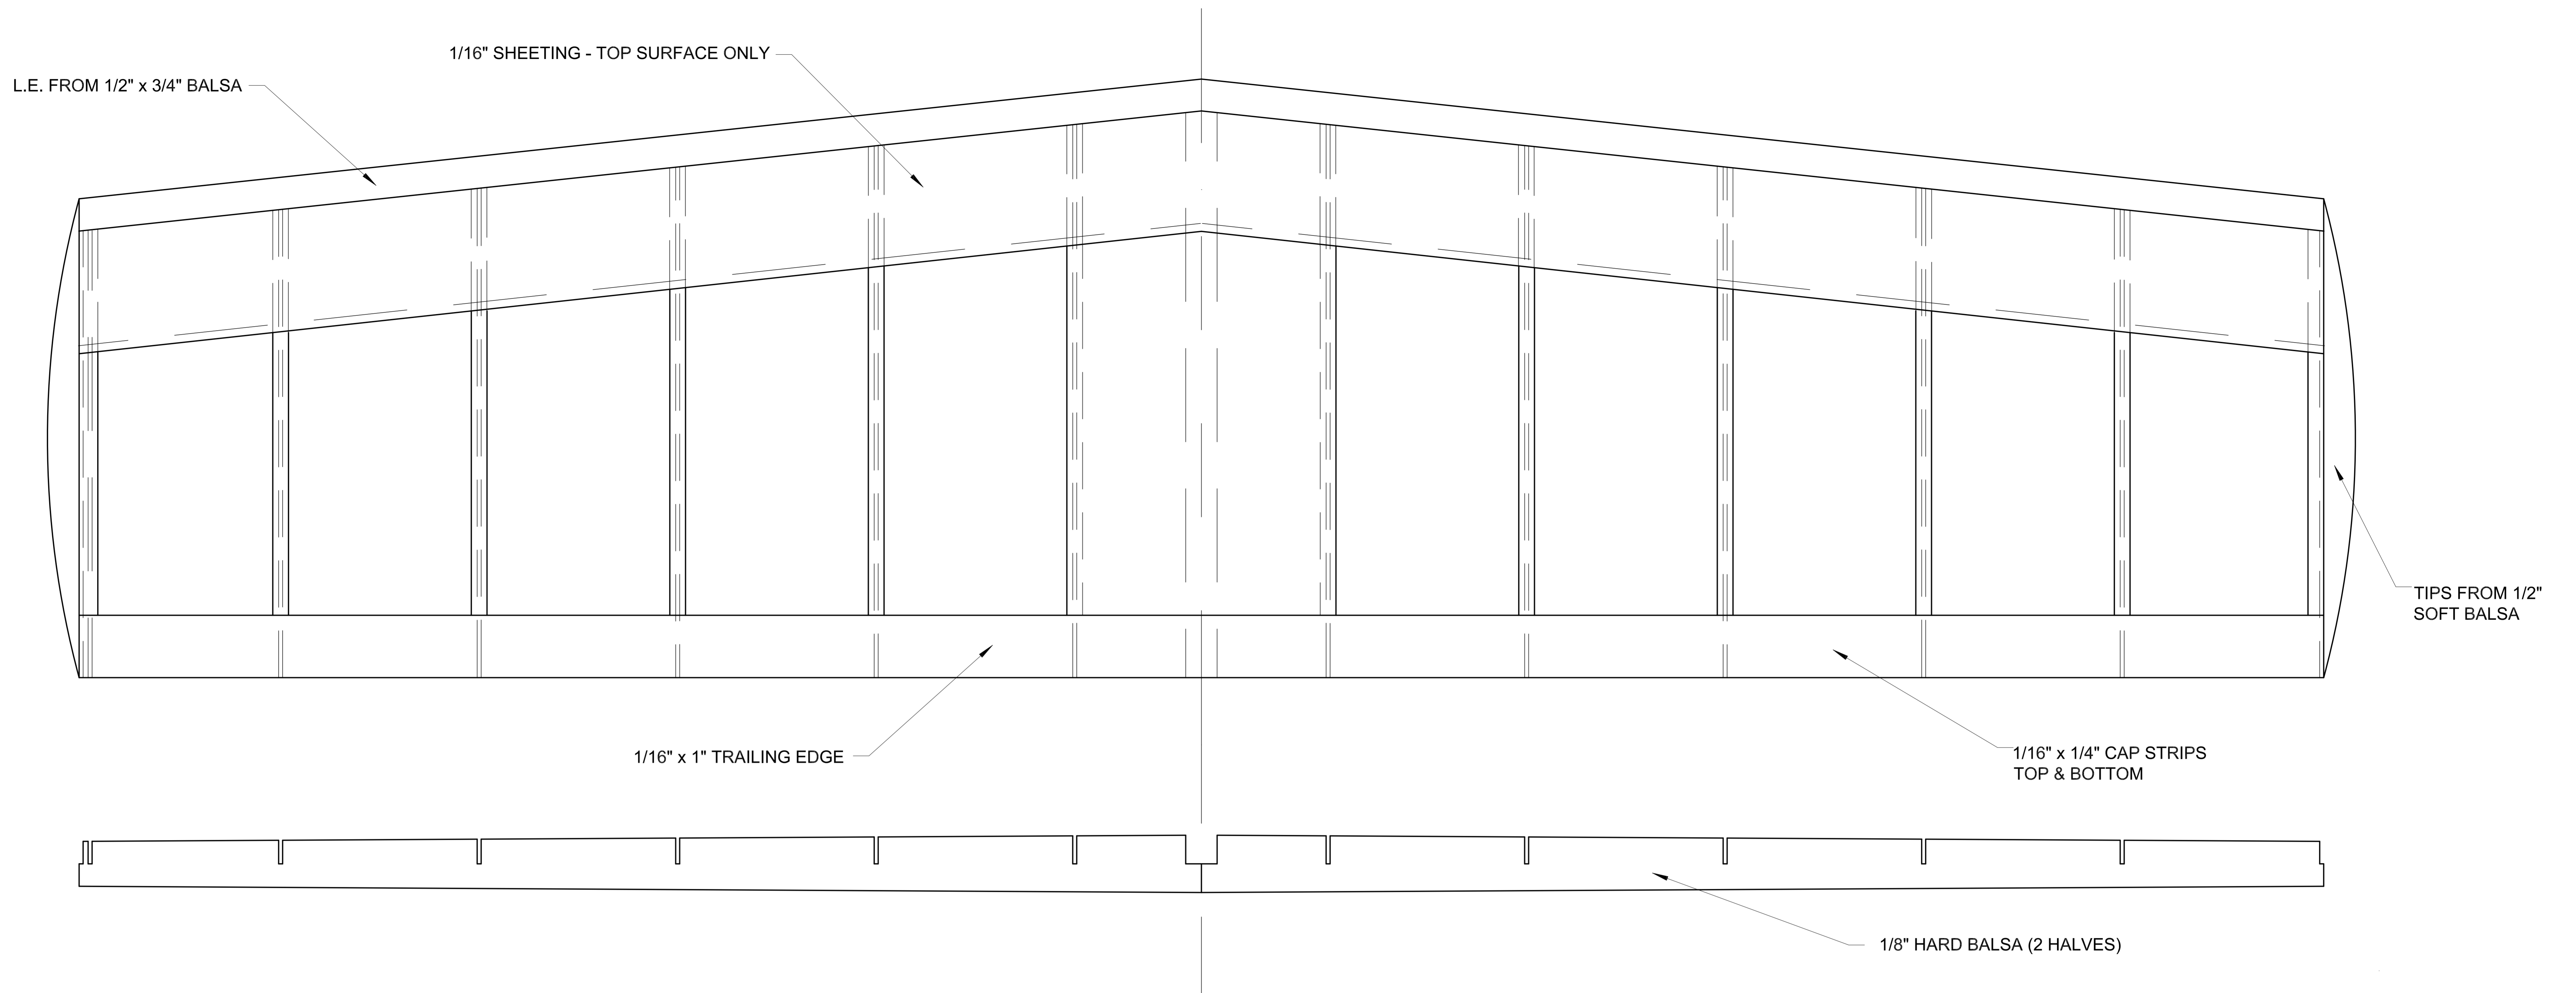 1/16" SHEETING - TOP SURFACE ONLY
L.E. FROM 1/2" x 3/4" BALSA
TIPS FROM 1/2"
SOFT BALSA
1/16" x 1" TRAILING EDGE
1/16" x 1/4" CAP STRIPS
TOP & BOTTOM
1/8" HARD BALSA (2 HALVES)